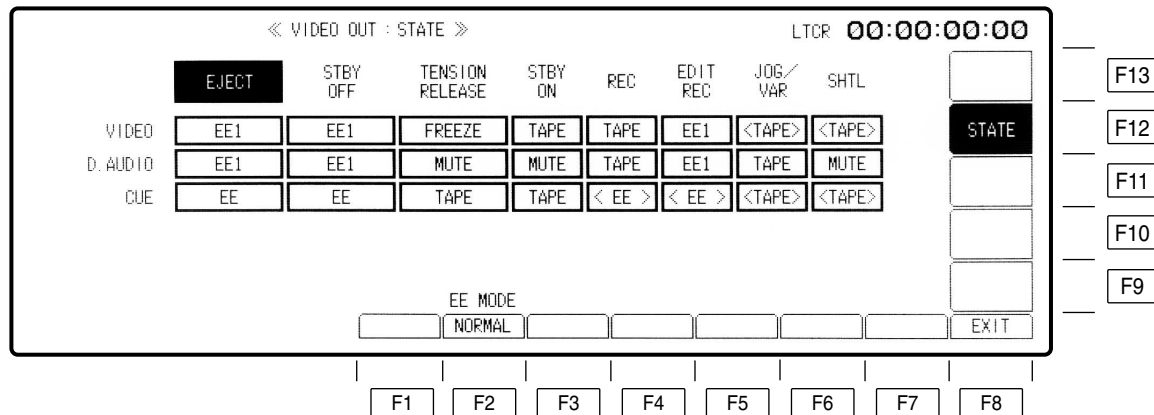 ≪ VIDEO OUT : STATE ≫ LTCR 00:00:00:00
EJECT STBY OFF TENSION RELEASE STBY ON REC EDIT REC JOG/ VAR SHTL F13
VIDEO EE1 EE1 FREEZE TAPE TAPE EE1 <TAPE> <TAPE> STATE F12
D.AUDIO EE1 EE1 MUTE MUTE TAPE EE1 TAPE MUTE F11
CUE EE EE TAPE TAPE < EE > < EE > <TAPE> <TAPE>
F10
F9
EE MODE
NORMAL EXIT
F1 F2 F3 F4 F5 F6 F7 F8